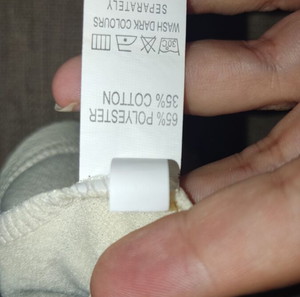 65% POLYESTER
35% COTTON
WASH DARK COLOURS
SEPARATELY